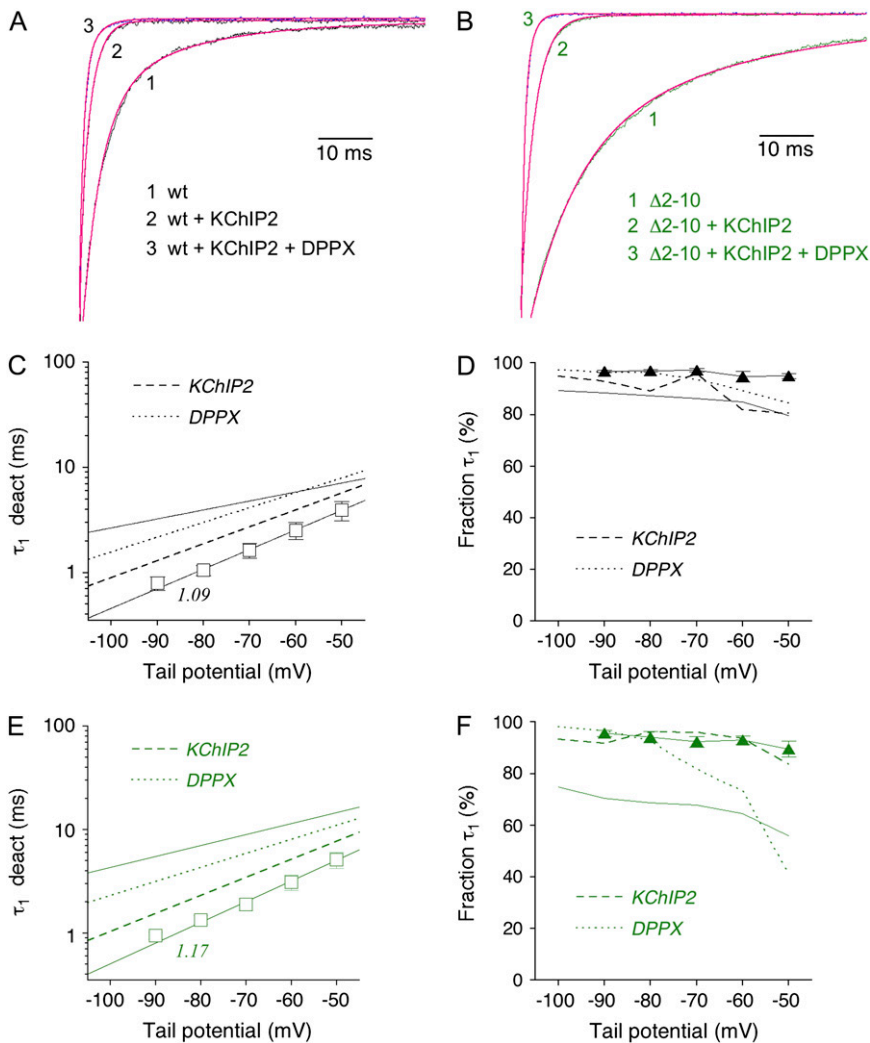 A
3
2
1
10 ms
1 wt
2 wt + KChIP2
3 wt + KChIP2 + DPPX
B
3
2
1
10 ms
1 Δ2-10
2 Δ2-10 + KChIP2
3 Δ2-10 + KChIP2 + DPPX
C
τ1 deact (ms)
100
10
1
KChIP2
DPPX
1.09
-100 -90 -80 -70 -60 -50
Tail potential (mV)
D
Fraction τ1 (%)
100
80
60
40
20
0
KChIP2
DPPX
-100 -90 -80 -70 -60 -50
Tail potential (mV)
E
τ1 deact (ms)
100
10
1
KChIP2
DPPX
1.17
-100 -90 -80 -70 -60 -50
Tail potential (mV)
F
Fraction τ1 (%)
100
80
60
40
20
0
KChIP2
DPPX
-100 -90 -80 -70 -60 -50
Tail potential (mV)